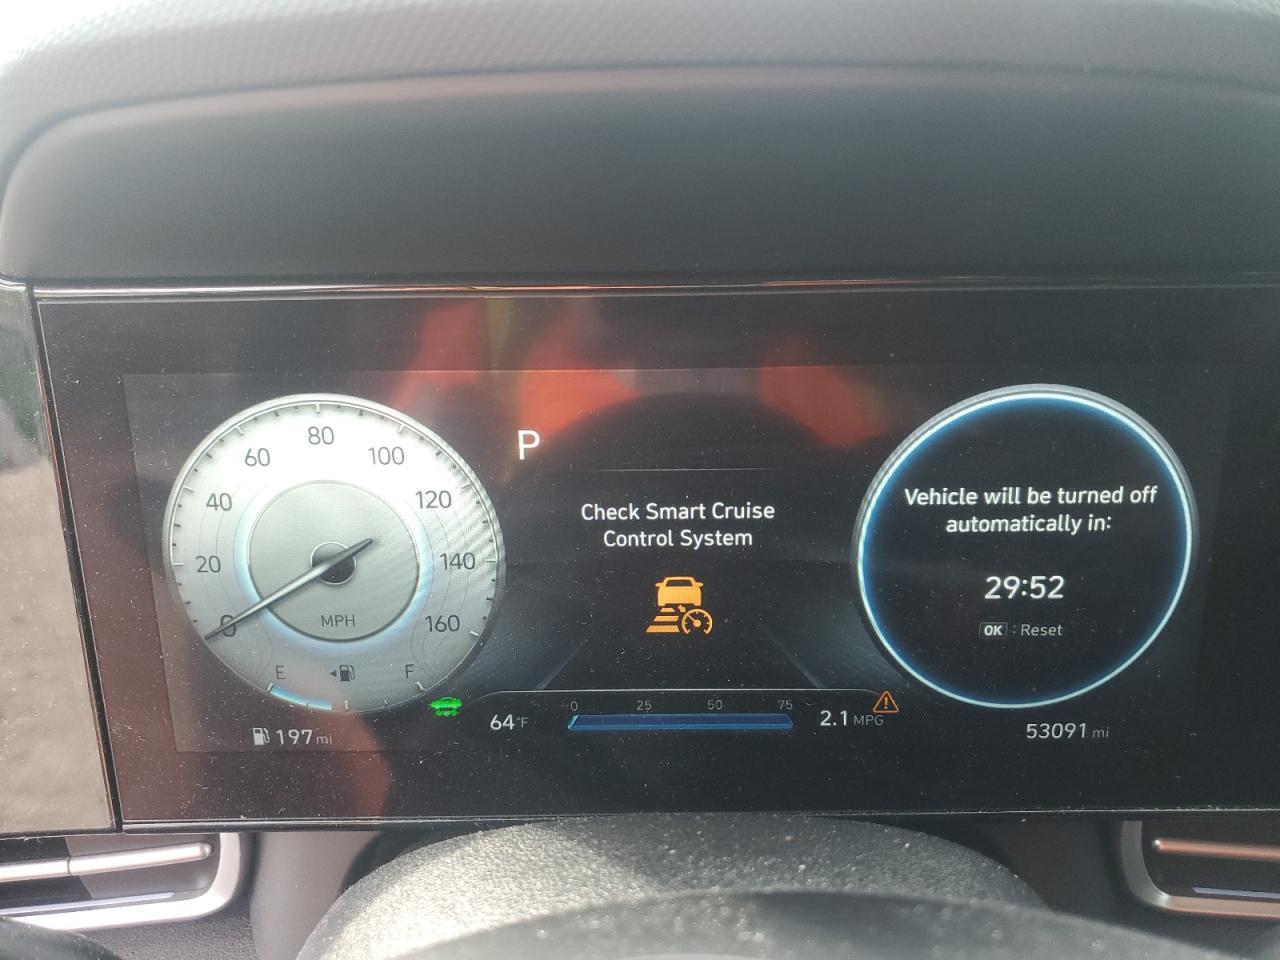 80
60
100
40
120
20
140
0
MPH
160
E
F
197 mi
P
Check Smart Cruise
Control System
0 25 50 75
64°F
2.1 MPG
Vehicle will be turned off
automatically in:
29:52
OK : Reset
53091 mi